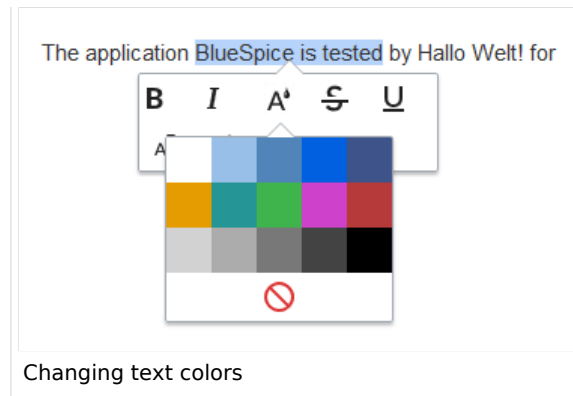 The application BlueSpice is tested by Hallo Welt! for
B I A S U
A
Changing text colors